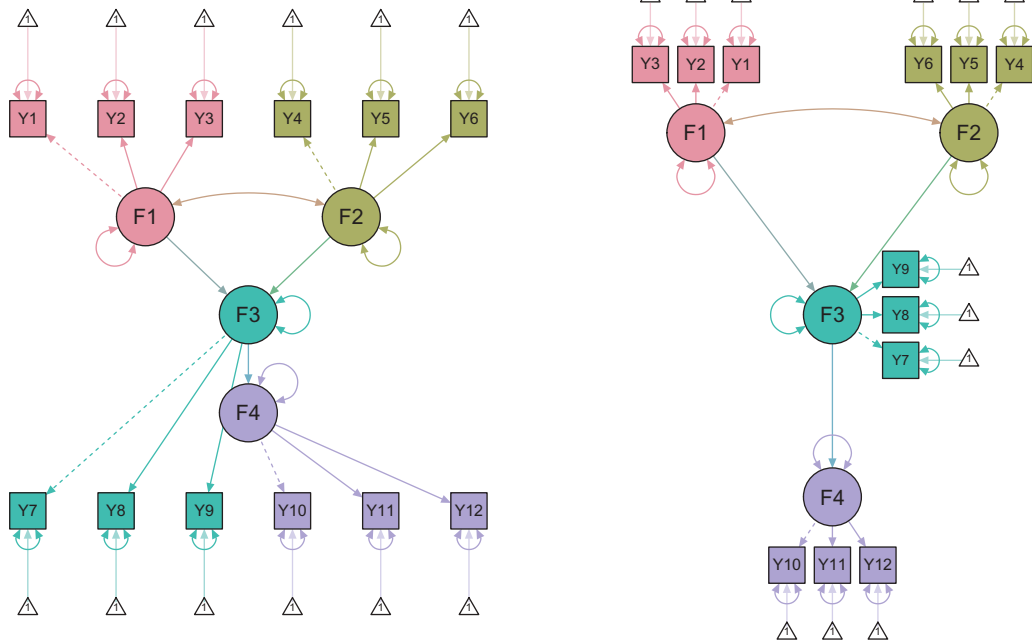 1 1 1 1 1 1
Y1 Y2 Y3 Y4 Y5 Y6
F1 F2
F3
F4
Y7 Y8 Y9 Y10 Y11 Y12
1 1 1 1 1 1
Y3 Y2 Y1 Y6 Y5 Y4
F1 F2
Y9 1
F3 Y8 1
Y7 1
F4
Y10 Y11 Y12
1 1 1